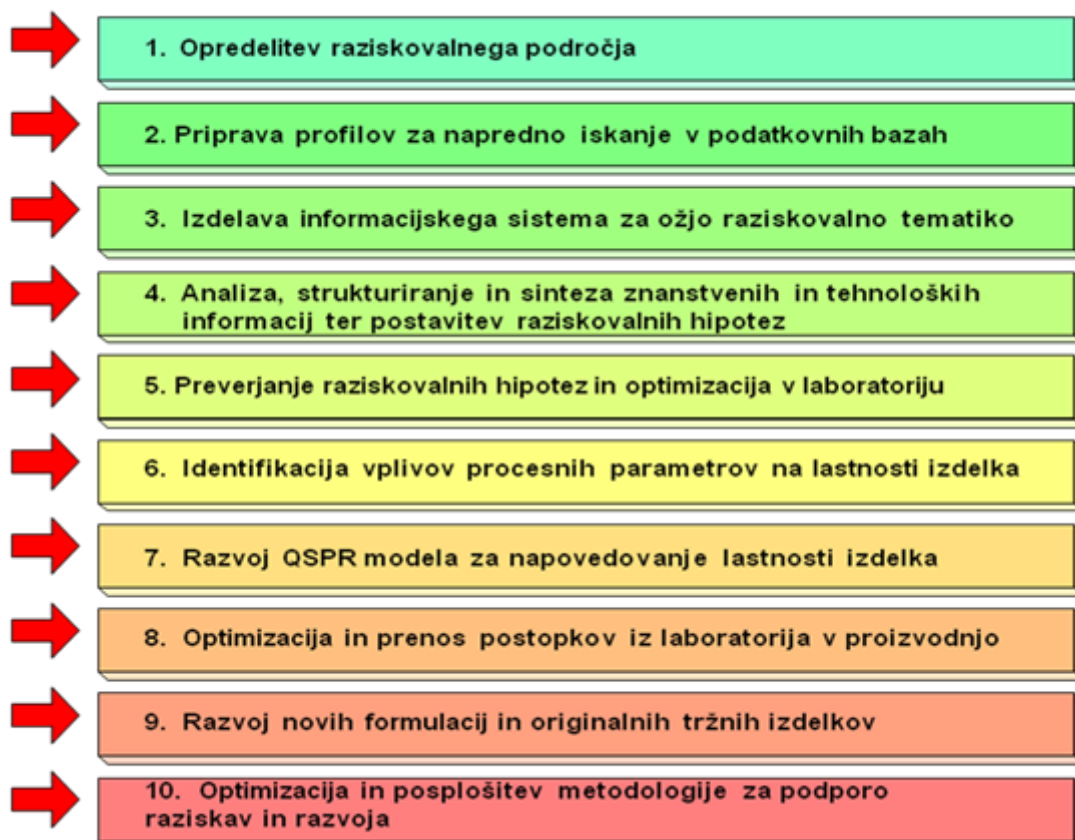 1. Opredelitev raziskovalnega področja
2. Priprava profilov za napredno iskanje v podatkovnih bazah
3. Izdelava informacijskega sistema za ožjo raziskovalno tematiko
4. Analiza, strukturiranje in sinteza znanstvenih in tehnoloških
informacij ter postavitev raziskovalnih hipotez
5. Preverjanje raziskovalnih hipotez in optimizacija v laboratoriju
6. Identifikacija vplivov procesnih parametrov na lastnosti izdelka
7. Razvoj QSPR modela za napovedovanje lastnosti izdelka
8. Optimizacija in prenos postopkov iz laboratorija v proizvodnjo
9. Razvoj novih formulacij in originalnih tržnih izdelkov
10. Optimizacija in posplošitev metodologije za podporo
raziskav in razvoja